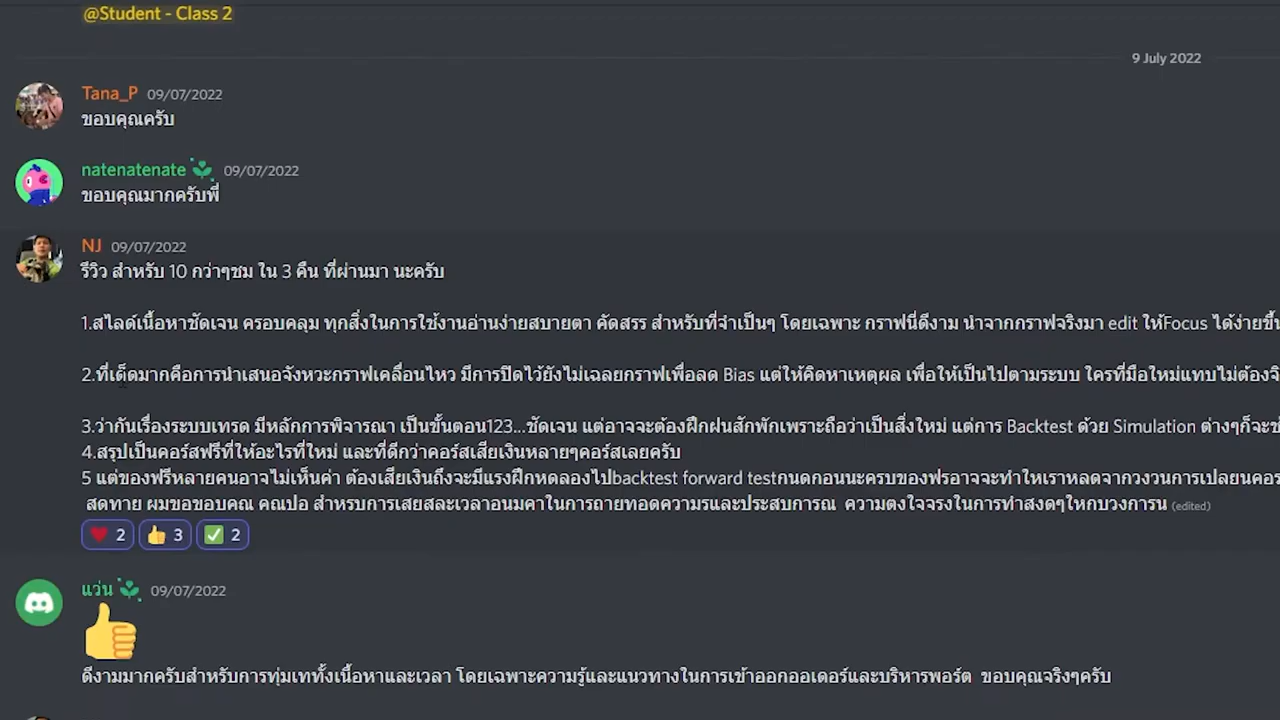 @Student - Class 2
9 July 2022
Tana_P 09/07/2022
ขอบคุณครับ
natenatenate 09/07/2022
ขอบคุณมากครับพี่
NJ 09/07/2022
รีวิว สำหรับ 10 กว่าๆชม ใน 3 คืน ที่ผ่านมา นะครับ
1.สไลด์เนื้อหาชัดเจน ครอบคลุม ทุกสิ่งในการใช้งานอ่านง่ายสบายตา คัดสรร สำหรับที่จำเป็นๆ โดยเฉพาะ กราฟนี่ดีงาม นำจากกราฟจริงมา edit ให้Focus ได้ง่ายขึ้น
2.ที่เด็ดมากคือการนำเสนอจังหวะกราฟเคลื่อนไหว มีการปิดไว้ยังไม่เฉลยกราฟเพื่อลด Bias แต่ให้คิดหาเหตุผล เพื่อให้เป็นไปตามระบบ ใครที่มือใหม่แทบไม่ต้อง
3.ว่ากันเรื่องระบบเทรด มีหลักการพิจารณา เป็นขั้นตอน123...ชัดเจน แต่อาจจะต้องฝึกฝนสักพักเพราะถือว่าเป็นสิ่งใหม่ แต่การ Backtest ด้วย Simulation ต่างๆก็จะ
4.สรุปเป็นคอร์สฟรีที่ให้อะไรที่ใหม่ และที่ดีกว่าคอร์สเสียเงินหลายๆคอร์สเลยครับ
5 แต่ของฟรีหลายคนอาจไม่เห็นค่า ต้องเสียเงินถึงจะมีแรงฝึกหดลองไปbacktest forward testกนดกอนนะครบของฟรอาจจะทำใหเราหลดจากวงวนการเปลยนคอร
สดทาย ผมขอขอบคณ คณปอ สำหรบการเสยสละเวลาอนมคาในการถายทอดความรและประสบการณ ความตงใจจรงในการทำสงดๆใหกบวงการน (edited)
2 3 2
แว่น 09/07/2022
ดีงามมากครับสำหรับการทุ่มเททั้งเนื้อหาและเวลา โดยเฉพาะความรู้และแนวทางในการเข้าออกออเดอร์และบริหารพอร์ต ขอบคุณจริงๆครับ